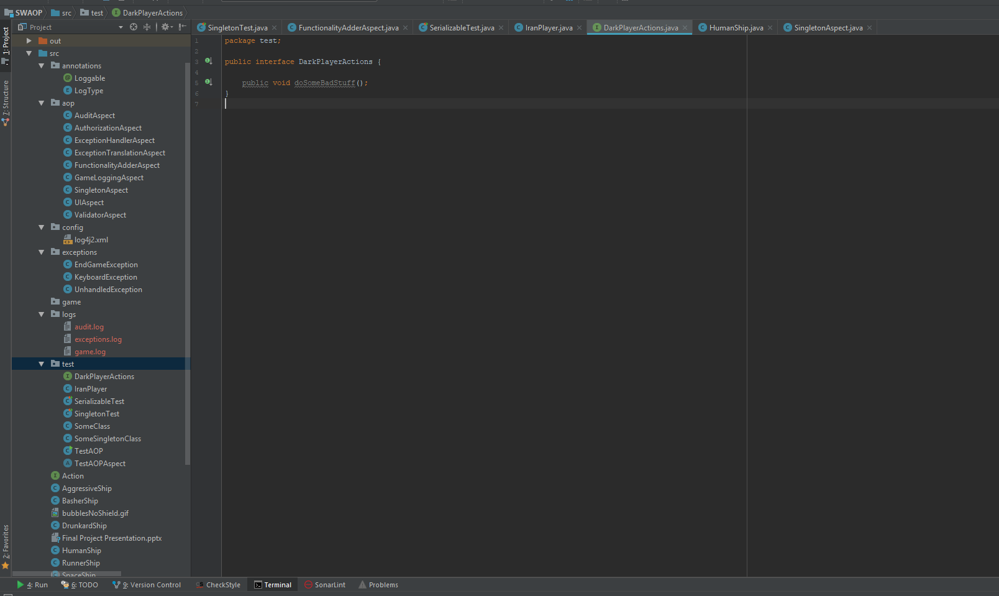 SWAOP src test DarkPlayerActions
Project
SingletonTest.java FunctionalityAdderAspect.java SerializableTest.java IranPlayer.java DarkPlayerActions.java HumanShip.java SingletonAspect.java
1: Project
7: Structure
2: Favorites
out
src
annotations
Loggable
LogType
aop
AuditAspect
AuthorizationAspect
ExceptionHandlerAspect
ExceptionTranslationAspect
FunctionalityAdderAspect
GameLoggingAspect
SingletonAspect
UIAspect
ValidatorAspect
config
log4j2.xml
exceptions
EndGameException
KeyboardException
UnhandledException
game
logs
audit.log
exceptions.log
game.log
test
DarkPlayerActions
IranPlayer
SerializableTest
SingletonTest
SomeClass
SomeSingletonClass
TestAOP
TestAOPAspect
Action
AggressiveShip
BasherShip
bubblesNoShield.gif
DrunkardShip
Final Project Presentation.pptx
HumanShip
RunnerShip
SpaceShip
1 package test;
2
3 public interface DarkPlayerActions {
4
5 public void doSomeBadStuff();
6 }
7
4: Run 6: TODO 9: Version Control CheckStyle Terminal SonarLint Problems